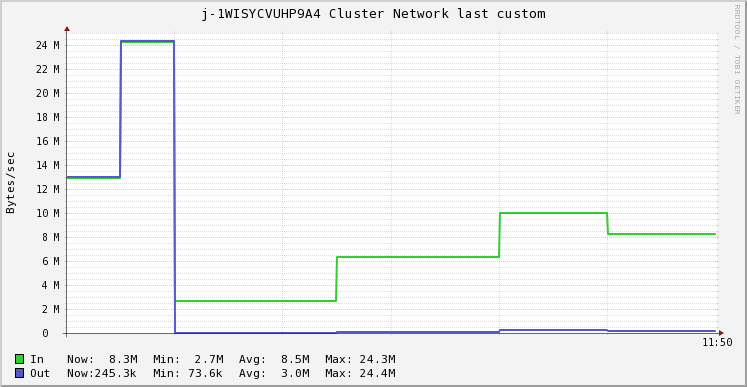 j-1WISYCVUHP9A4 Cluster Network last custom
RRDTOOL / TOBI OETIKER
Bytes/sec
24 M
22 M
20 M
18 M
16 M
14 M
12 M
10 M
8 M
6 M
4 M
2 M
0
11:50
In Now: 8.3M Min: 2.7M Avg: 8.5M Max: 24.3M
Out Now:245.3k Min: 73.6k Avg: 3.0M Max: 24.4M